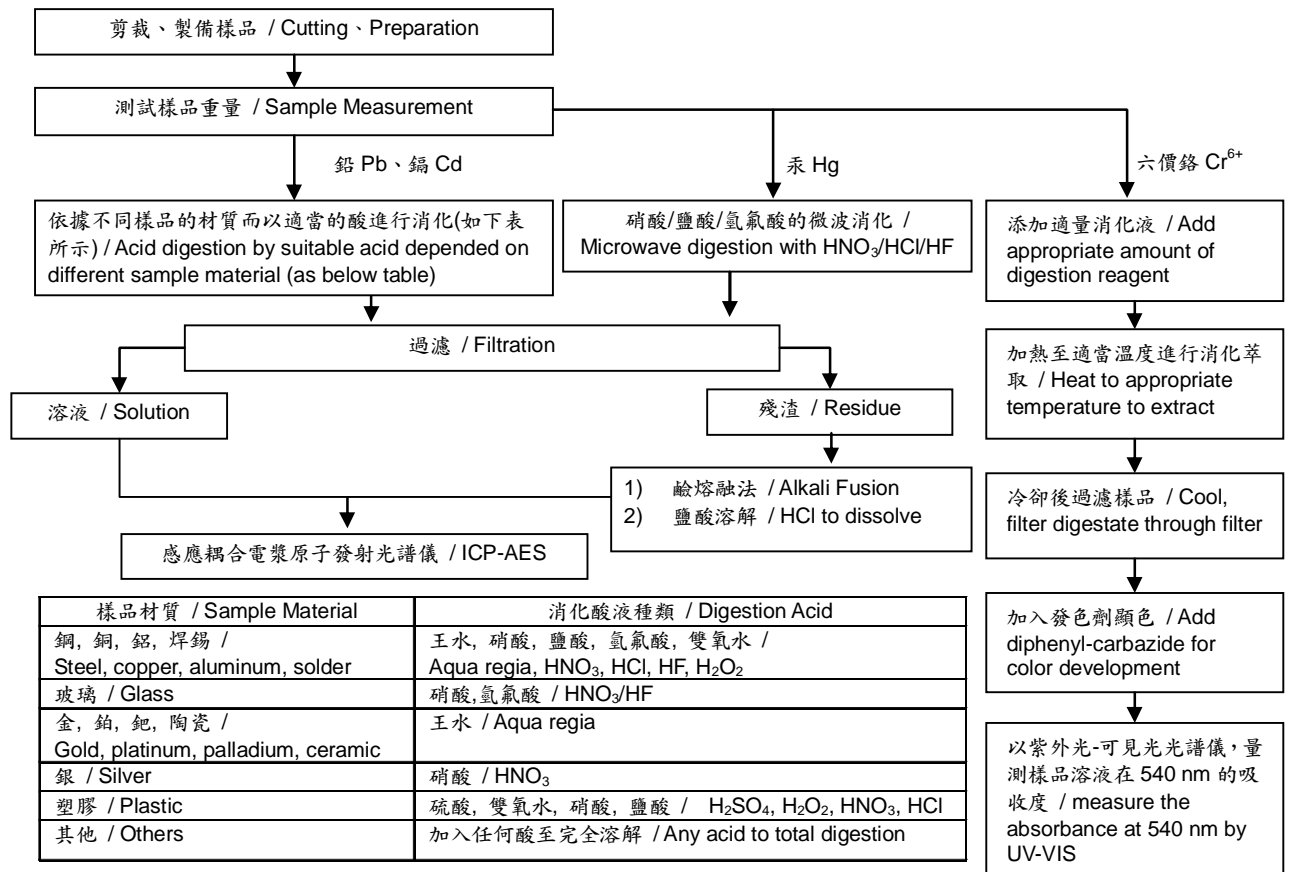 剪裁、製備樣品 / Cutting、Preparation
測試樣品重量 / Sample Measurement
鉛 Pb、鎘 Cd
汞 Hg
六價鉻 Cr⁶⁺
依據不同樣品的材質而以適當的酸進行消化(如下表
所示) / Acid digestion by suitable acid depended on
different sample material (as below table)
硝酸/鹽酸/氫氟酸的微波消化 /
Microwave digestion with HNO₃/HCl/HF
添加適量消化液 / Add
appropriate amount of
digestion reagent
過濾 / Filtration
加熱至適當溫度進行消化萃
取 / Heat to appropriate
temperature to extract
溶液 / Solution
殘渣 / Residue
1) 鹼熔融法 / Alkali Fusion
2) 鹽酸溶解 / HCl to dissolve
冷卻後過濾樣品 / Cool,
filter digestate through filter
感應耦合電漿原子發射光譜儀 / ICP-AES
加入發色劑顯色 / Add
diphenyl-carbazide for
color development
以紫外光-可見光光譜儀，量
測樣品溶液在 540 nm 的吸
收度 / measure the
absorbance at 540 nm by
UV-VIS
樣品材質 / Sample Material 消化酸液種類 / Digestion Acid
鋼, 銅, 鋁, 焊錫 / 王水, 硝酸, 鹽酸, 氫氟酸, 雙氧水 /
Steel, copper, aluminum, solder Aqua regia, HNO₃, HCl, HF, H₂O₂
玻璃 / Glass 硝酸,氫氟酸 / HNO₃/HF
金, 鉑, 鈀, 陶瓷 / 王水 / Aqua regia
Gold, platinum, palladium, ceramic
銀 / Silver 硝酸 / HNO₃
塑膠 / Plastic 硫酸, 雙氧水, 硝酸, 鹽酸 / H₂SO₄, H₂O₂, HNO₃, HCl
其他 / Others 加入任何酸至完全溶解 / Any acid to total digestion